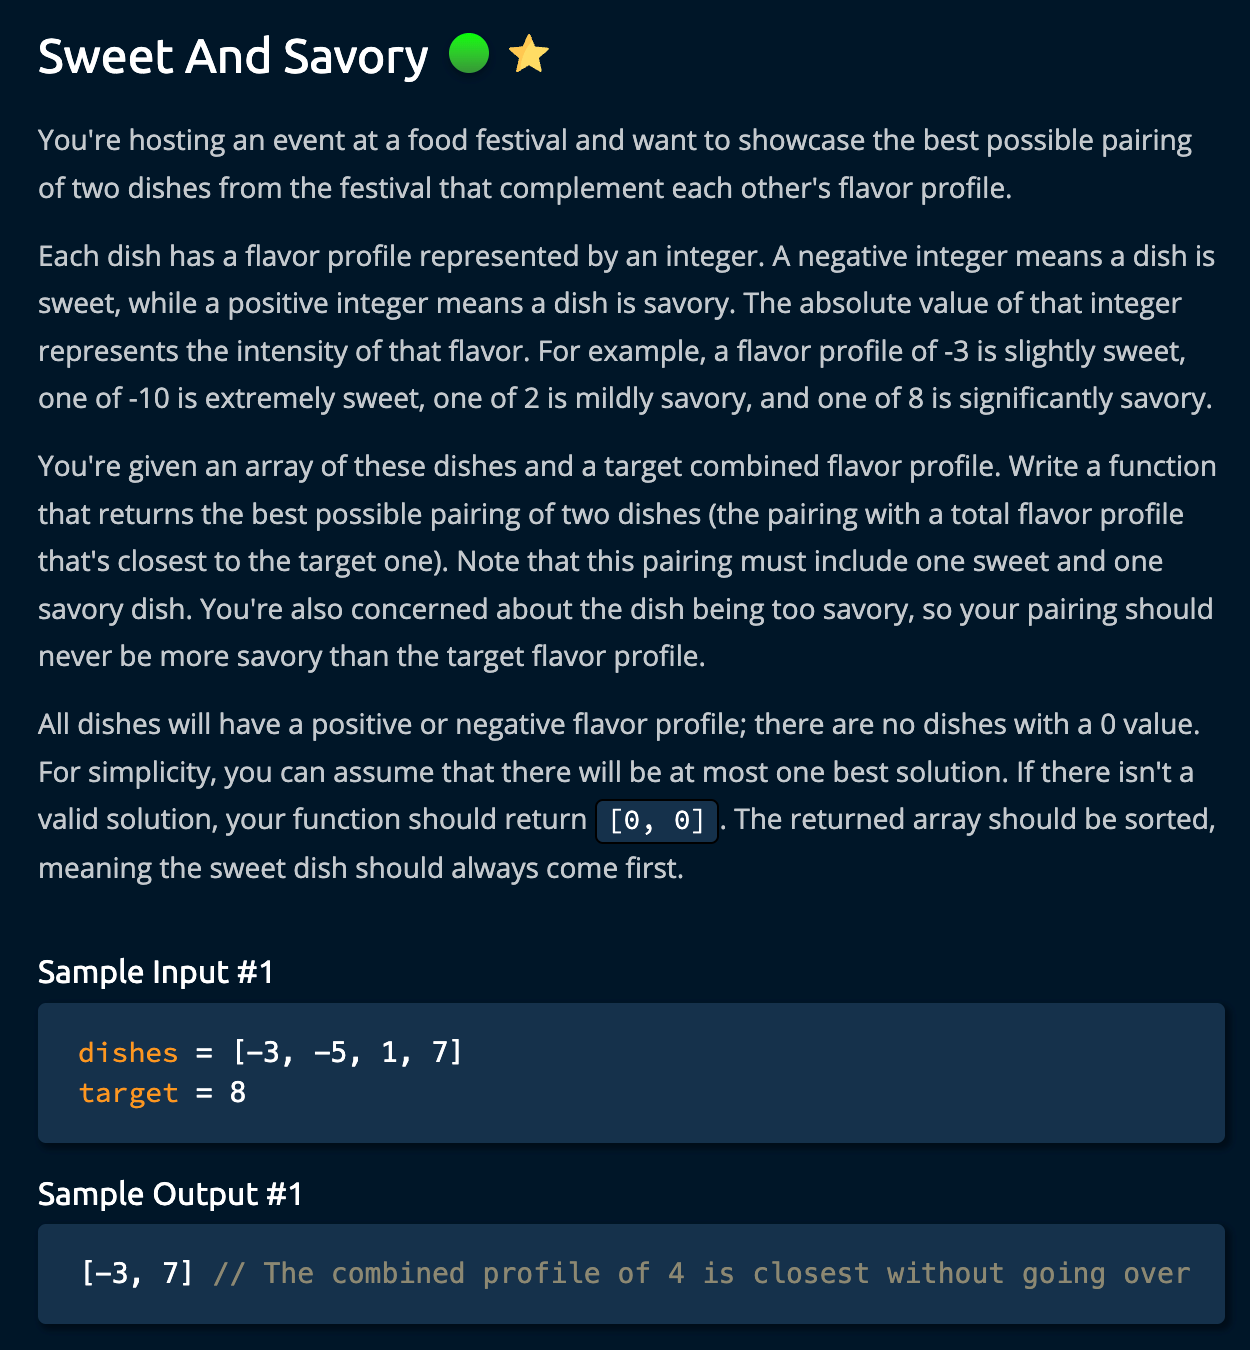 Sweet And Savory
You're hosting an event at a food festival and want to showcase the best possible pairing
of two dishes from the festival that complement each other's flavor profile.
Each dish has a flavor profile represented by an integer. A negative integer means a dish is
sweet, while a positive integer means a dish is savory. The absolute value of that integer
represents the intensity of that flavor. For example, a flavor profile of -3 is slightly sweet,
one of -10 is extremely sweet, one of 2 is mildly savory, and one of 8 is significantly savory.
You're given an array of these dishes and a target combined flavor profile. Write a function
that returns the best possible pairing of two dishes (the pairing with a total flavor profile
that's closest to the target one). Note that this pairing must include one sweet and one
savory dish. You're also concerned about the dish being too savory, so your pairing should
never be more savory than the target flavor profile.
All dishes will have a positive or negative flavor profile; there are no dishes with a 0 value.
For simplicity, you can assume that there will be at most one best solution. If there isn't a
valid solution, your function should return [0, 0]. The returned array should be sorted,
meaning the sweet dish should always come first.
Sample Input #1
dishes = [-3, -5, 1, 7]
target = 8
Sample Output #1
[-3, 7] // The combined profile of 4 is closest without going over